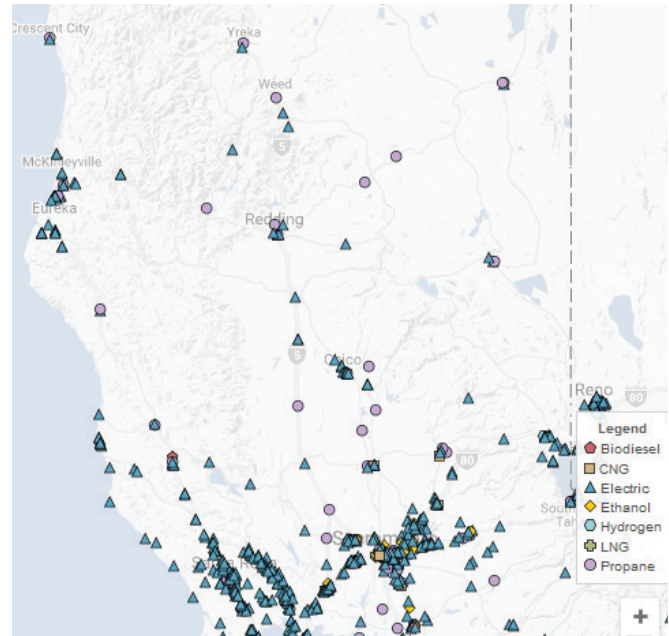 Crescent City
Yreka
Weed
5
McKinleyville
Eureka
Redding
5
Chico
Reno
80
Legend
Biodiesel
CNG
80
Electric
Ethanol
South
Hydrogen
LNG
Propane
+